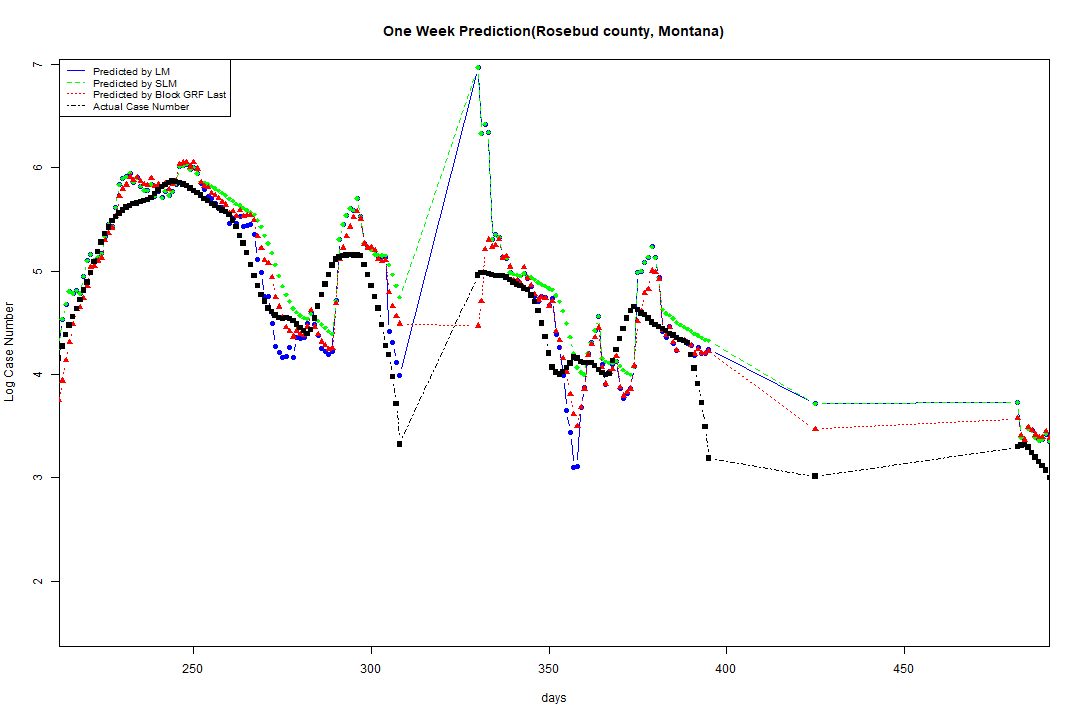 One Week Prediction(Rosebud county, Montana)
Predicted by LM
Predicted by SLM
Predicted by Block GRF Last
Actual Case Number
Log Case Number
7
6
5
4
3
2
250 300 350 400 450
days